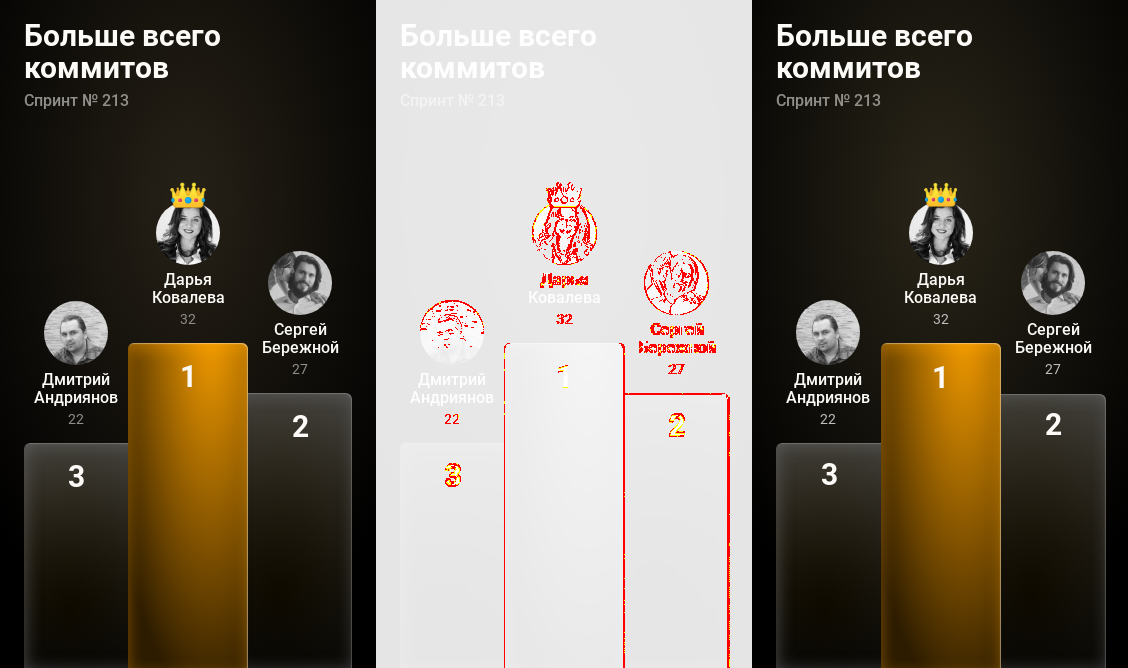 Больше всего
коммитов
Спринт № 213
Дарья
Ковалева
32
Сергей
Бережной
27
Дмитрий
Андриянов
22
1
2
3
Больше всего
коммитов
Спринт № 213
Дарья
Ковалева
32
Сергей
Бережной
27
Дмитрий
Андриянов
22
1
2
3
Больше всего
коммитов
Спринт № 213
Дарья
Ковалева
32
Сергей
Бережной
27
Дмитрий
Андриянов
22
1
2
3